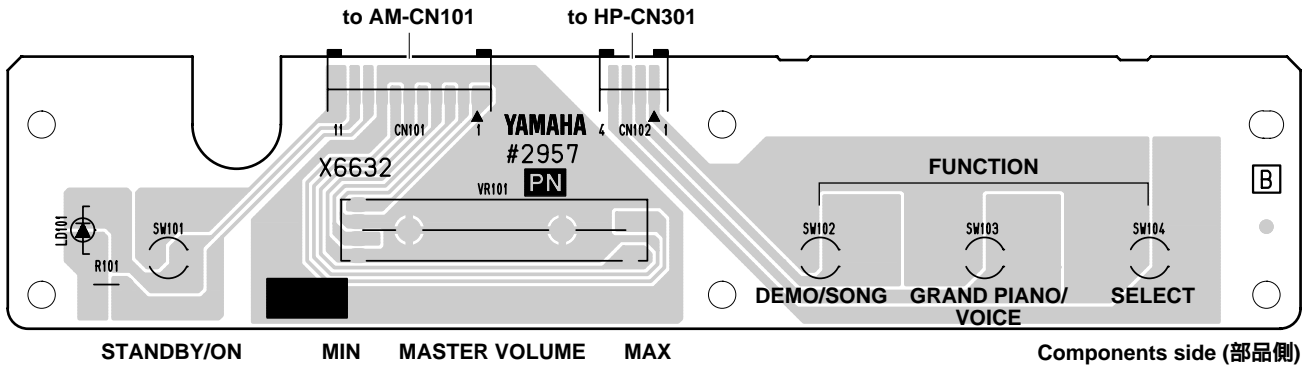 to AM-CN101
to HP-CN301
11
CN101
1
YAMAHA
4
CN102
1
#2957
X6632
PN
VR101
FUNCTION
B
LD101
SW101
R101
SW102
SW103
SW104
DEMO/SONG
GRAND PIANO/
VOICE
SELECT
STANDBY/ON
MIN
MASTER VOLUME
MAX
Components side (部品側)